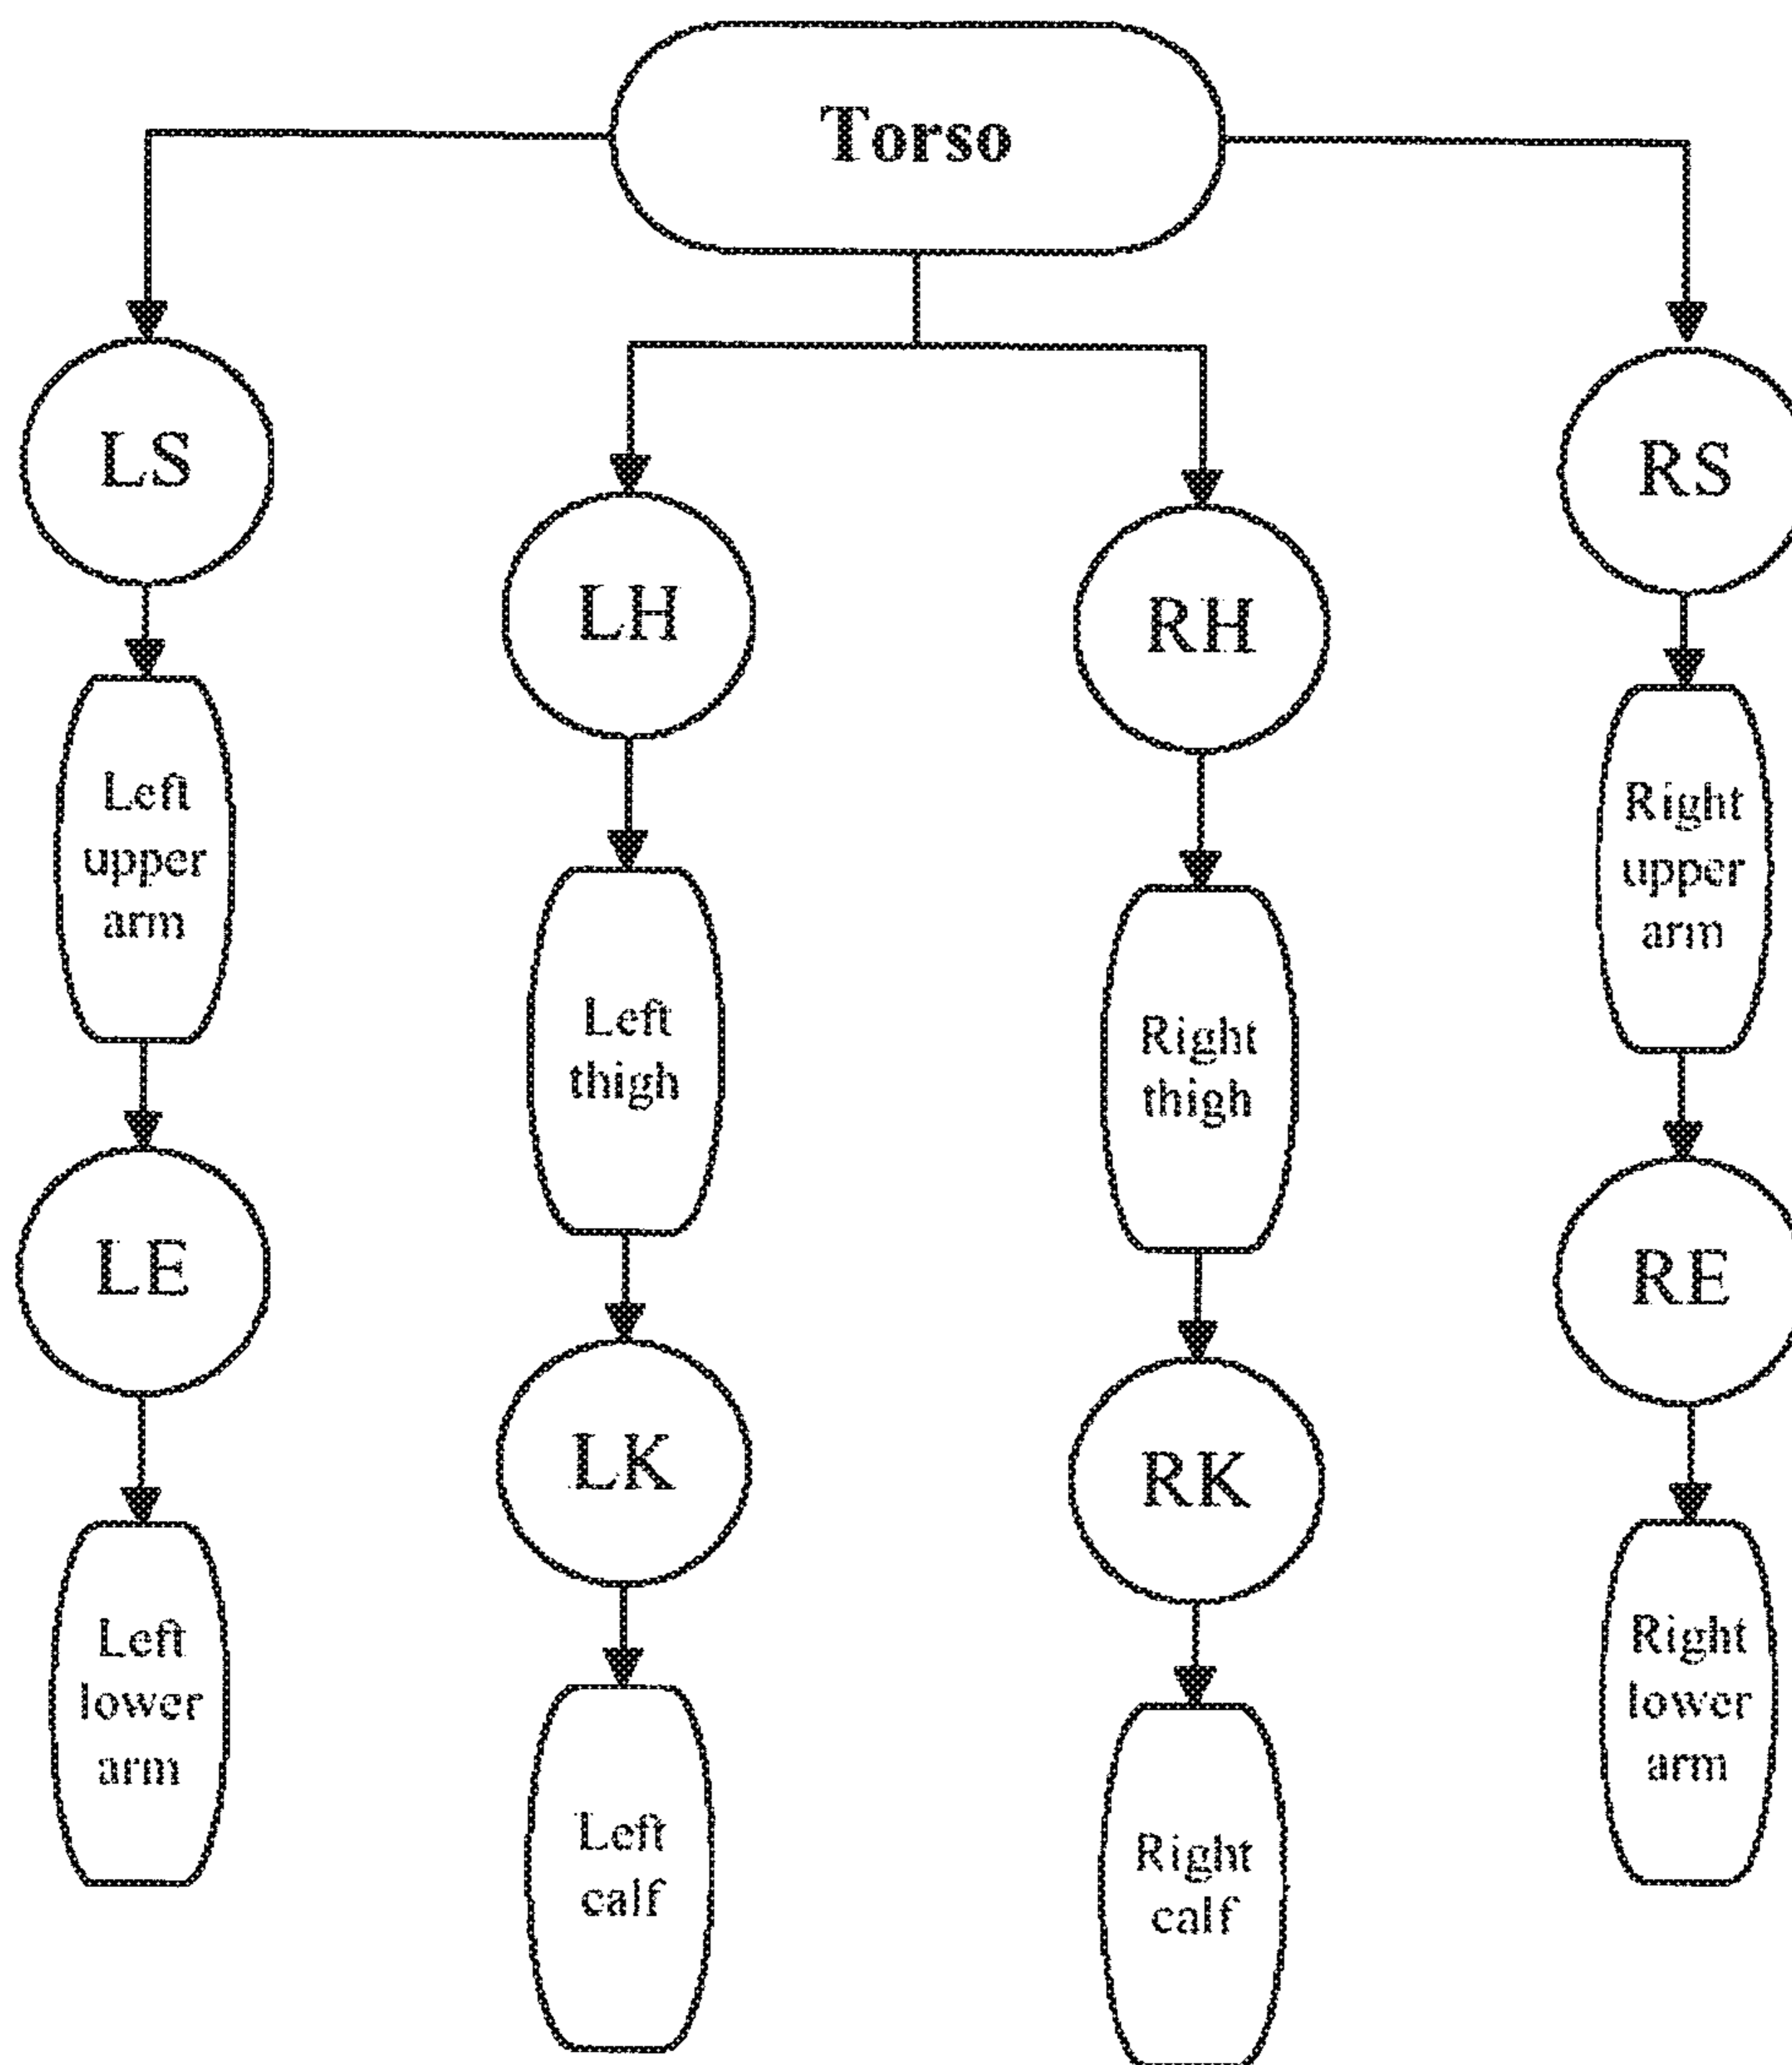 Torso
LS
RS
LH
RH
Left
upper
arm
Right
upper
arm
Left
thigh
Right
thigh
LE
RE
LK
RK
Left
lower
arm
Right
lower
arm
Left
calf
Right
calf